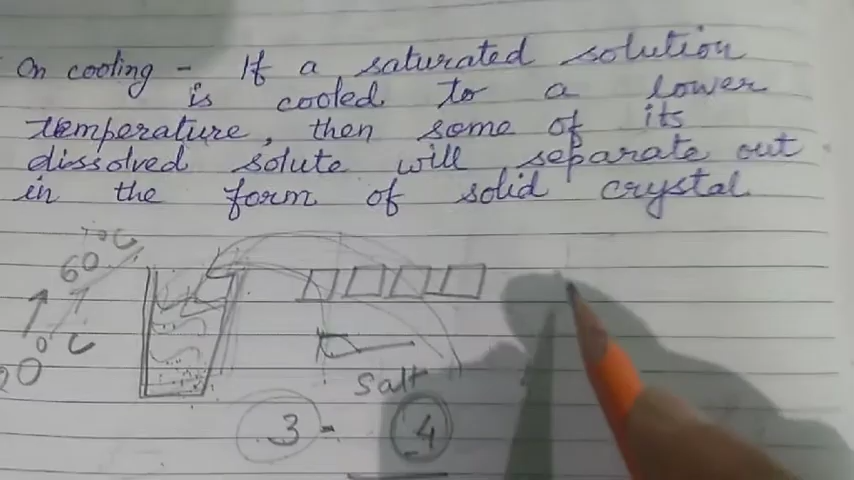 On cooling - If a saturated solution
is cooled to a lower
temperature, then some of its
dissolved solute will separate out
in the form of solid crystal
60
0°C
20
Salt
3 - 4